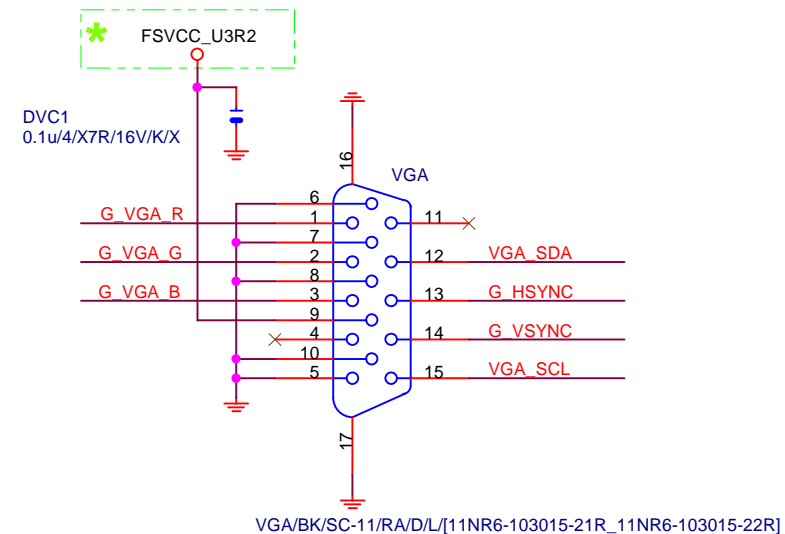 * FSVCC_U3R2
DVC1
0.1u/4/X7R/16V/K/X
16
VGA
6
G_VGA_R 1 11
7
G_VGA_G 2 12 VGA_SDA
8
G_VGA_B 3 13 G_HSYNC
9
4 14 G_VSYNC
10
5 15 VGA_SCL
17
VGA/BK/SC-11/RA/D/L/[11NR6-103015-21R_11NR6-103015-22R]